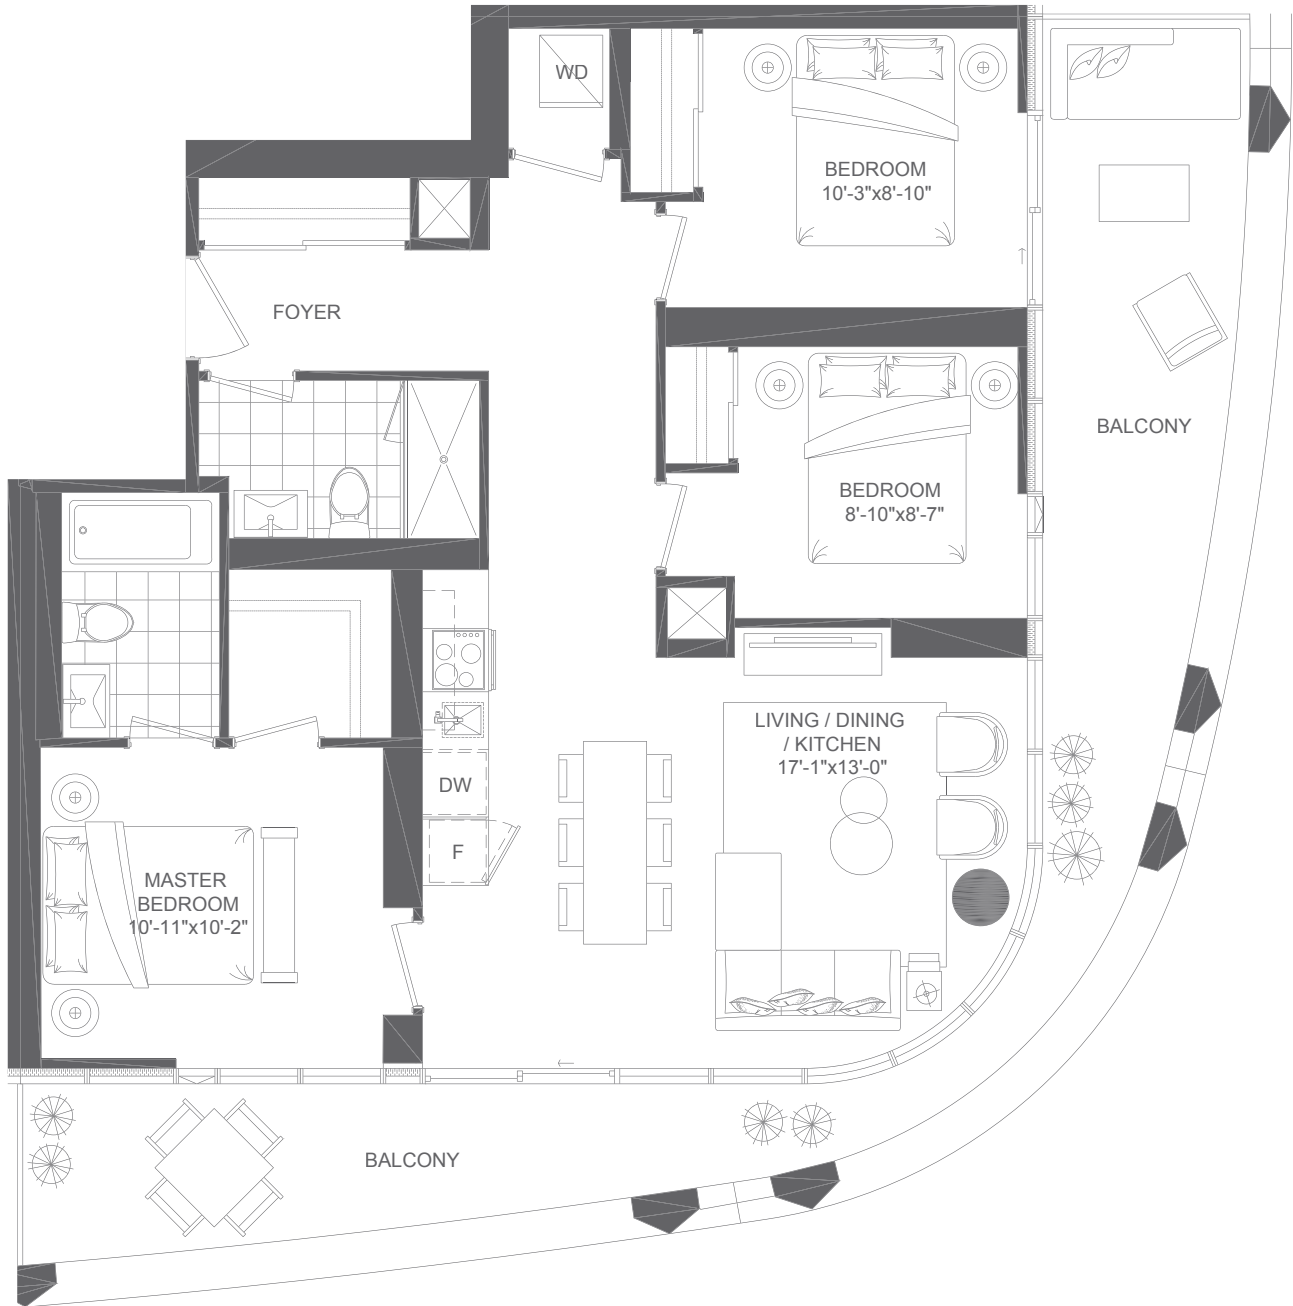 WD
BEDROOM
10'-3"x8'-10"
FOYER
BALCONY
BEDROOM
8'-10"x8'-7"
LIVING / DINING
/ KITCHEN
17'-1"x13'-0"
DW
F
MASTER
BEDROOM
10'-11"x10'-2"
BALCONY